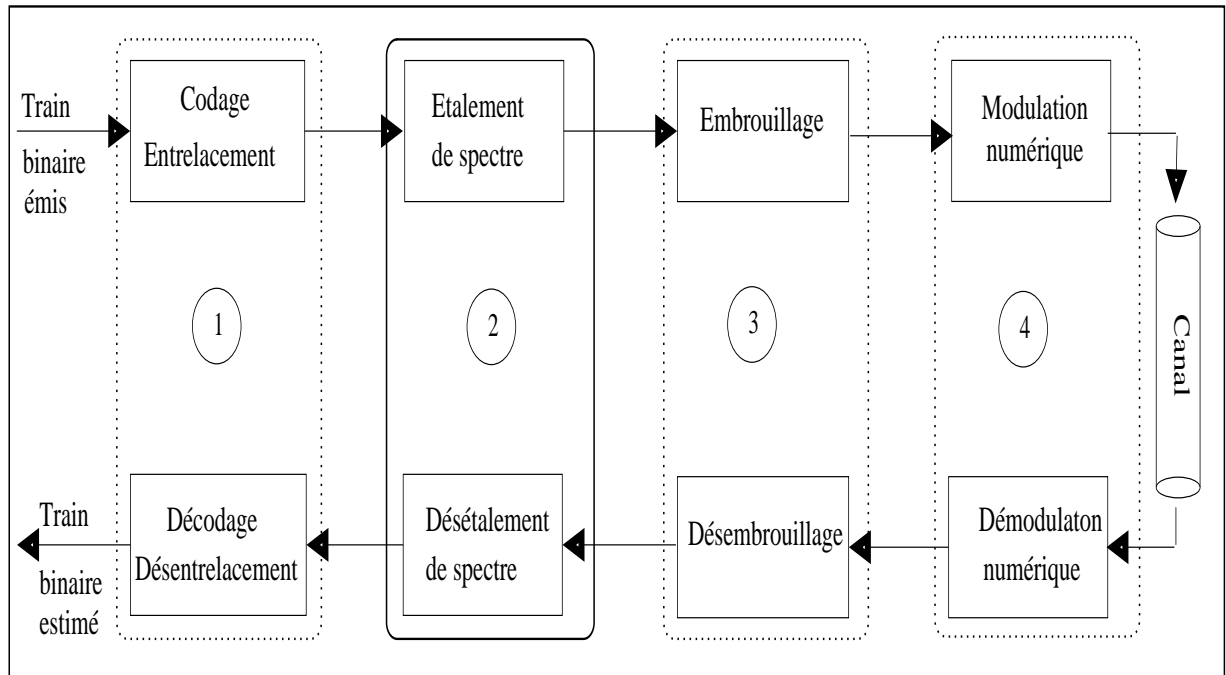 Train
binaire
émis
Codage
Entrelacement
Etalement
de spectre
Embrouillage
Modulation
numérique
1
2
3
4
Canal
Train
binaire
estimé
Décodage
Désentrelacement
Désétalement
de spectre
Désembrouillage
Démodulaton
numérique